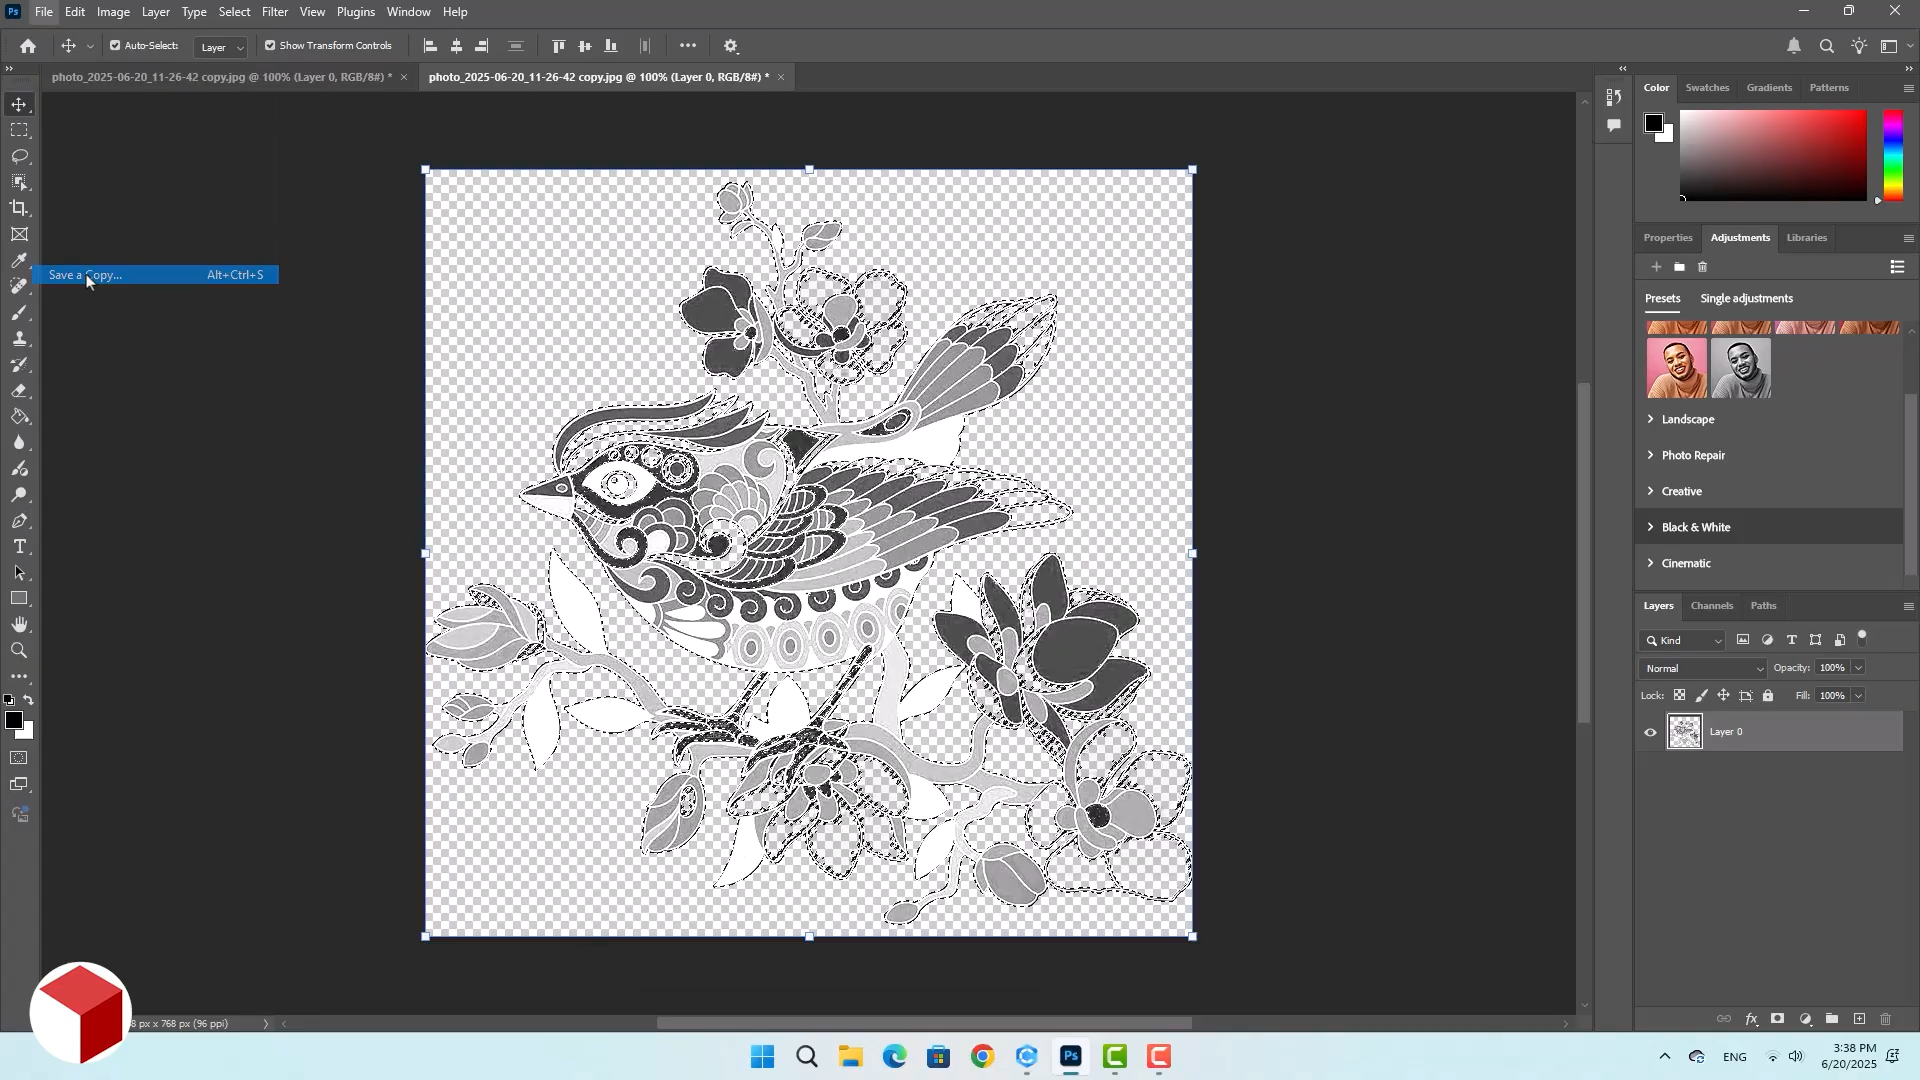 Ps File Edit Image Layer Type Select Filter View Plugins Window Help
Auto-Select: Layer Show Transform Controls
photo_2025-06-20_11-26-42 copy.jpg @ 100% (Layer 0, RGB/8#) * × photo_2025-06-20_11-26-42 copy.jpg @ 100% (Layer 0, RGB/8#) * ×
Save a Copy... Alt+Ctrl+S
Color Swatches Gradients Patterns
Properties Adjustments Libraries
Presets Single adjustments
Landscape
Photo Repair
Creative
Black & White
Cinematic
Layers Channels Paths
Kind
Normal Opacity: 100%
Lock: Fill: 100%
Layer 0
fx
8 px x 768 px (96 ppi)
Ps
ENG
3:38 PM
6/20/2025